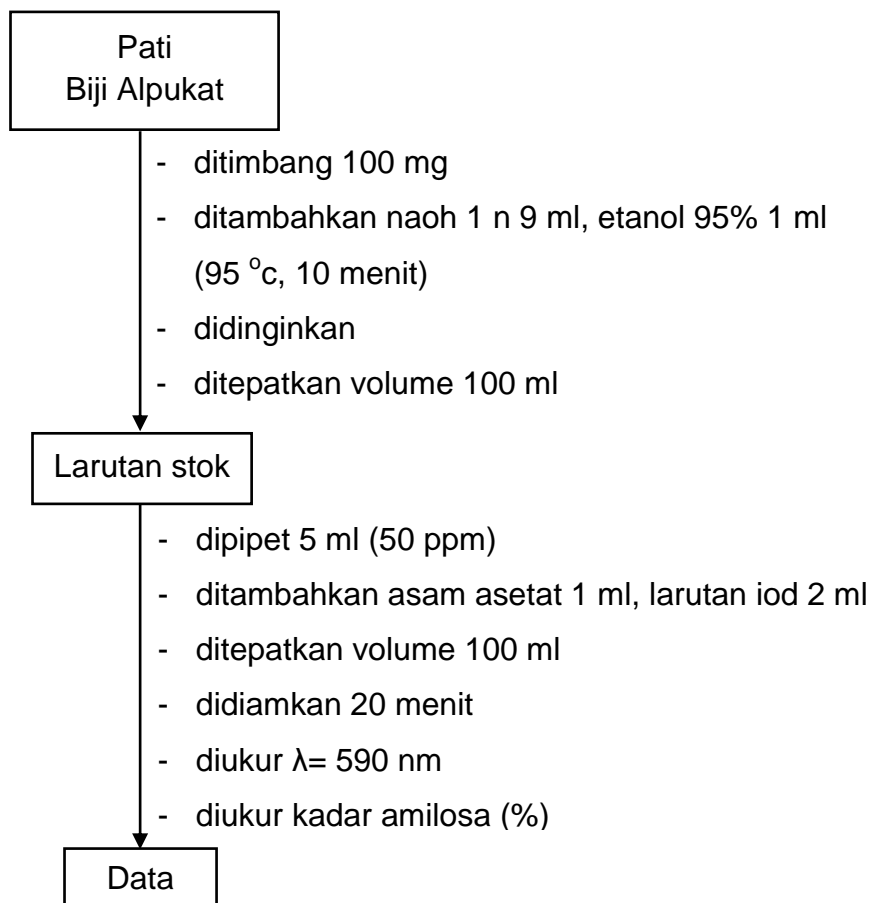 Pati
Biji Alpukat
- ditimbang 100 mg
- ditambahkan naoh 1 n 9 ml, etanol 95% 1 ml
(95 °c, 10 menit)
- didinginkan
- ditepatkan volume 100 ml
Larutan stok
- dipipet 5 ml (50 ppm)
- ditambahkan asam asetat 1 ml, larutan iod 2 ml
- ditepatkan volume 100 ml
- didiamkan 20 menit
- diukur λ= 590 nm
- diukur kadar amilosa (%)
Data